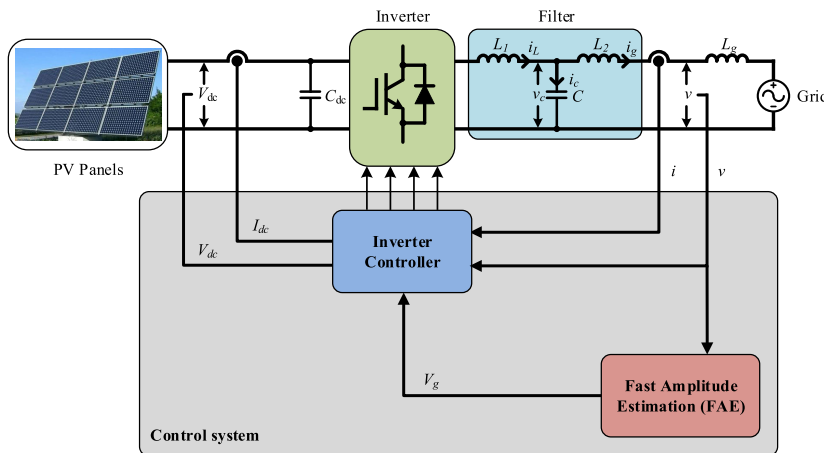 Inverter
Filter
L1
iL
L2
ig
Lg
Vdc
Cdc
vc
ic
C
v
Grid
PV Panels
i
v
Idc
Vdc
Inverter
Controller
Vg
Fast Amplitude
Estimation (FAE)
Control system